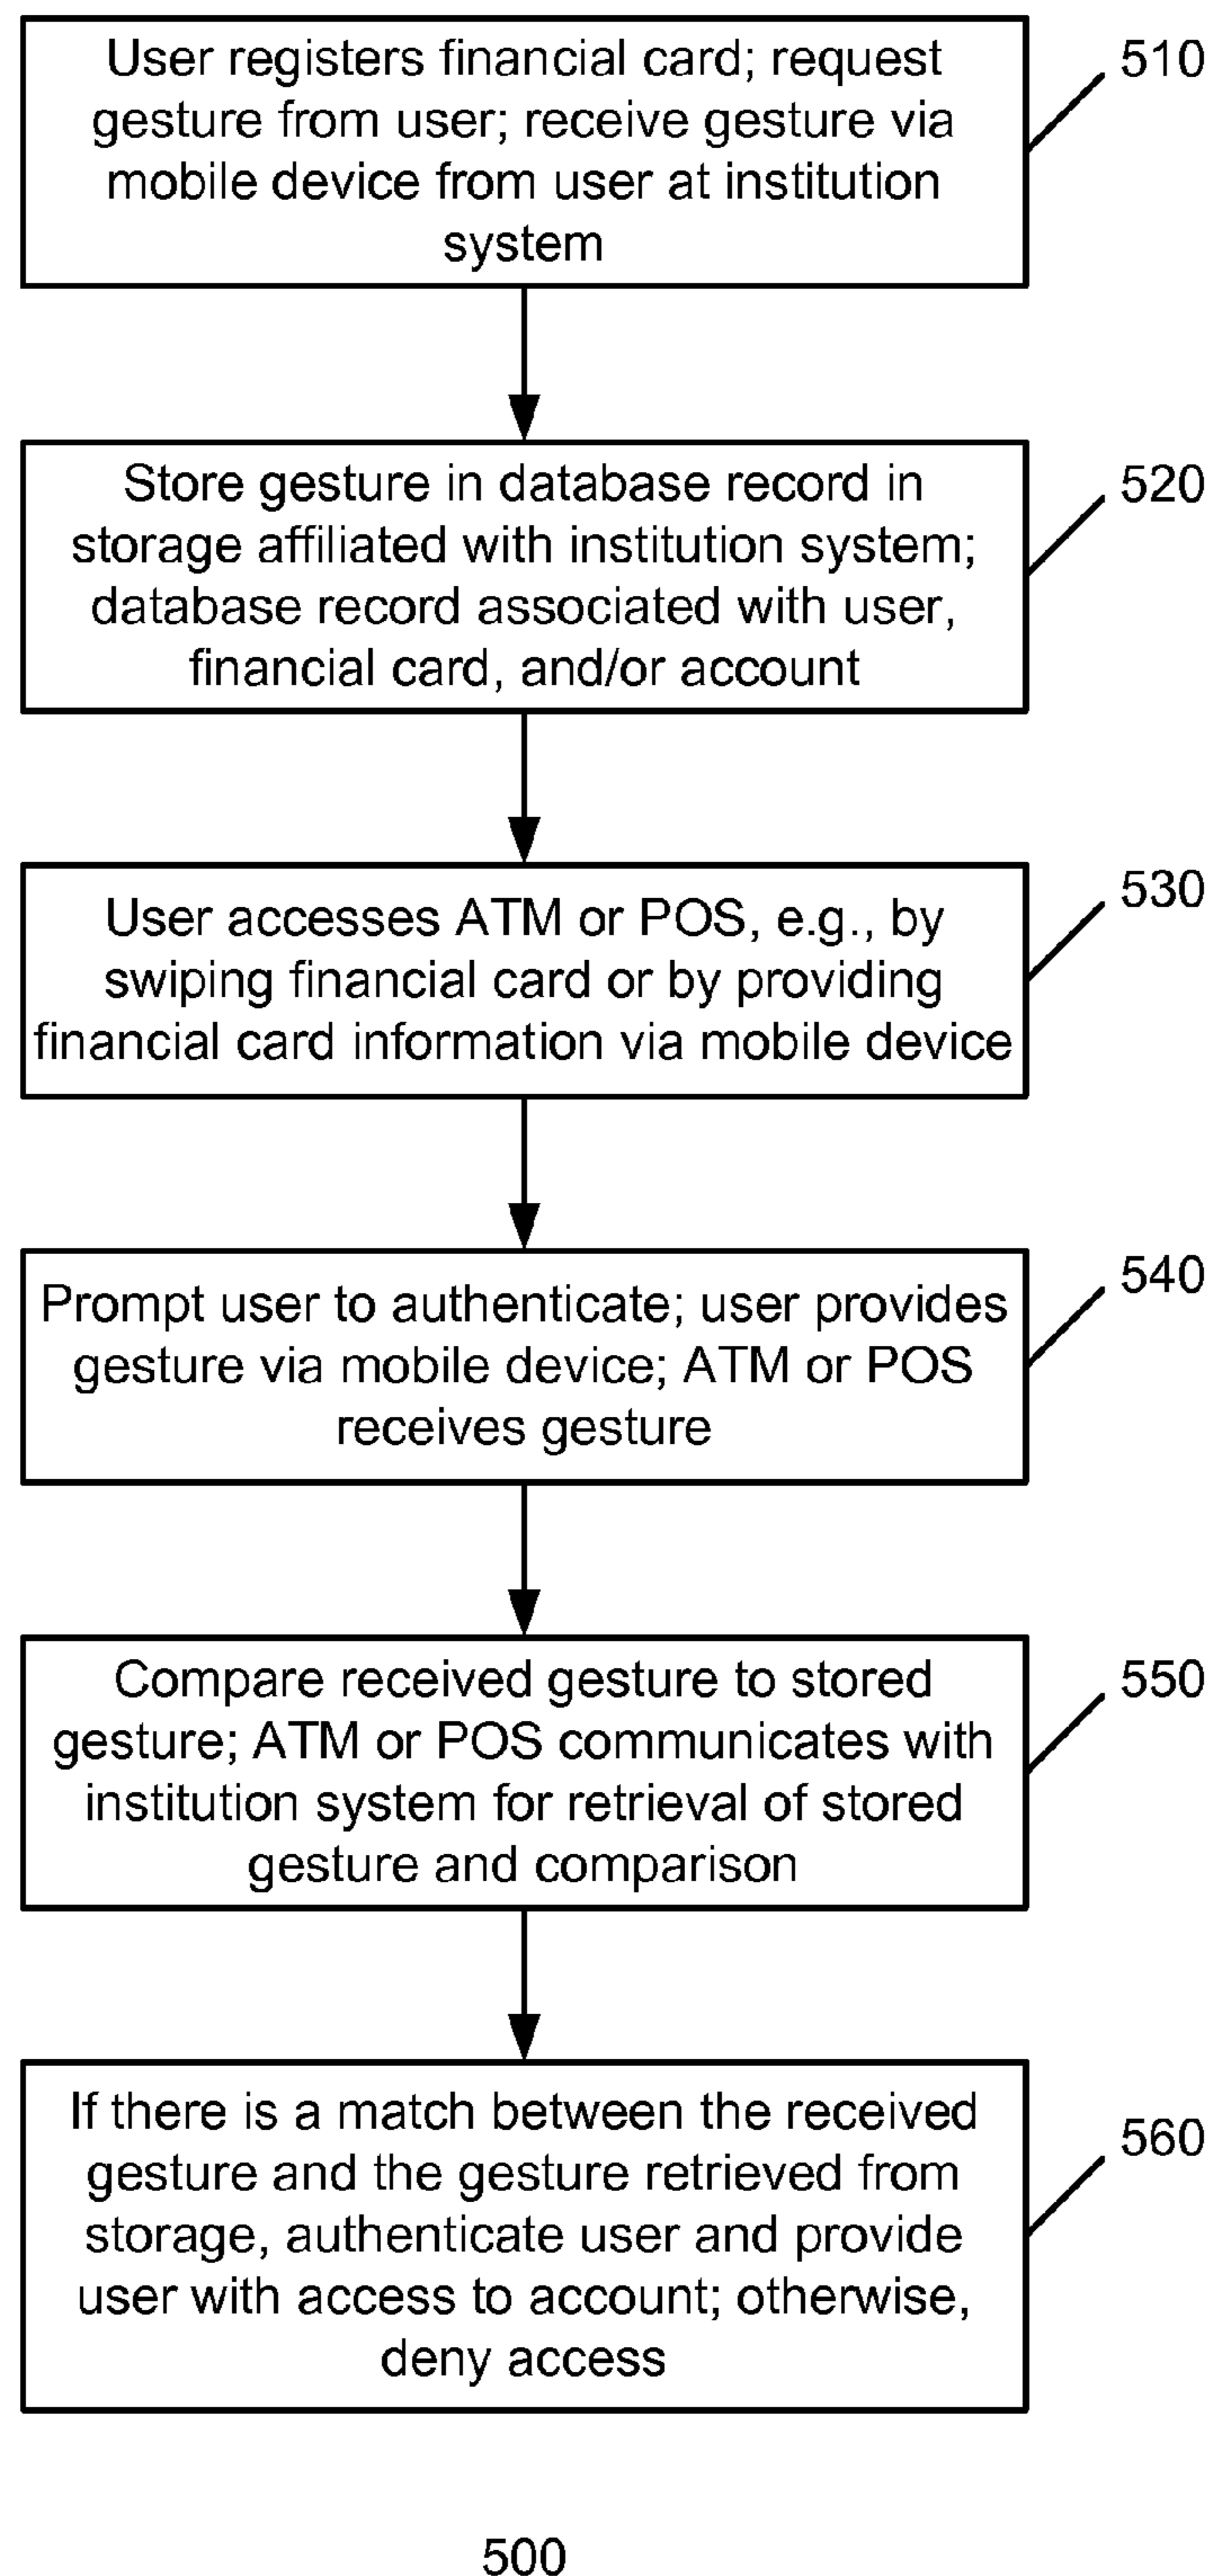 User registers financial card; request
gesture from user; receive gesture via
mobile device from user at institution
system
510
Store gesture in database record in
storage affiliated with institution system;
database record associated with user,
financial card, and/or account
520
User accesses ATM or POS, e.g., by
swiping financial card or by providing
financial card information via mobile device
530
Prompt user to authenticate; user provides
gesture via mobile device; ATM or POS
receives gesture
540
Compare received gesture to stored
gesture; ATM or POS communicates with
institution system for retrieval of stored
gesture and comparison
550
If there is a match between the received
gesture and the gesture retrieved from
storage, authenticate user and provide
user with access to account; otherwise,
deny access
560
500